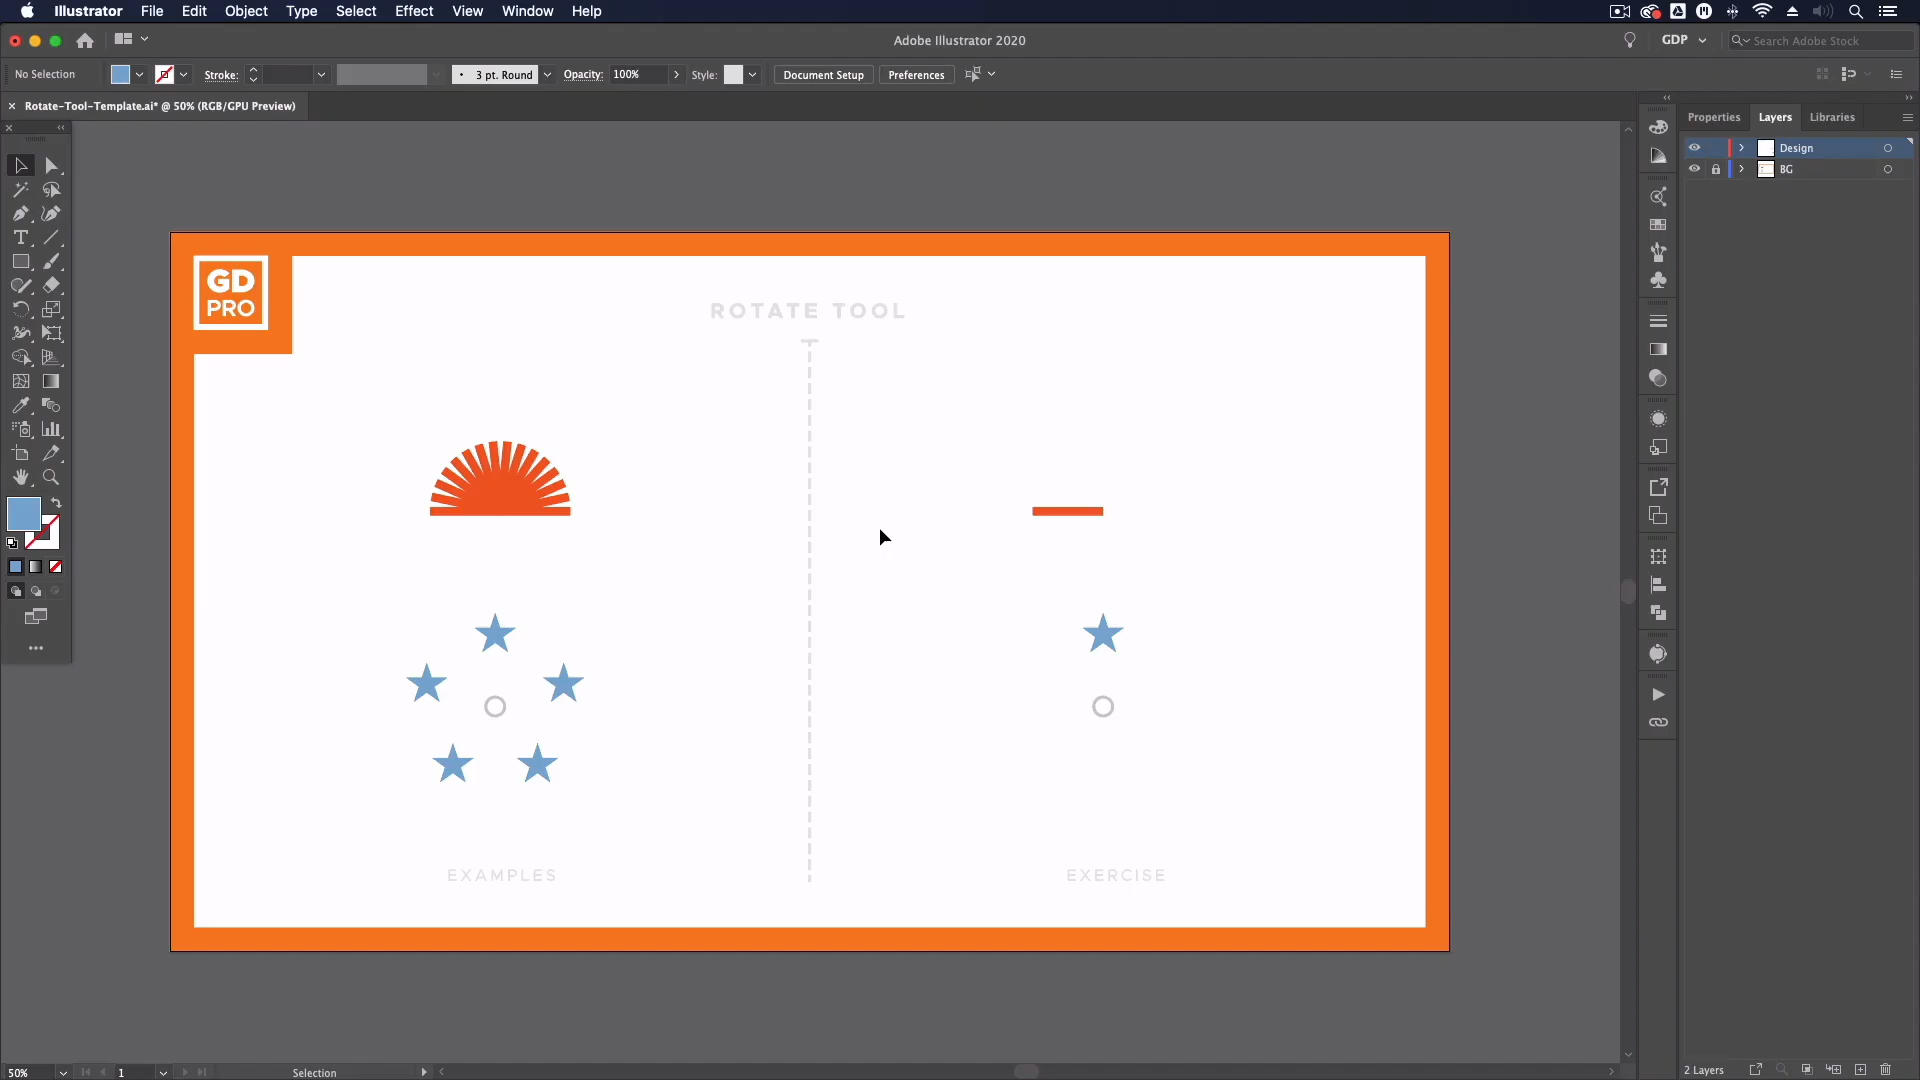 Illustrator File Edit Object Type Select Effect View Window Help
Adobe Illustrator 2020
GDP
Search Adobe Stock
No Selection
Stroke:
3 pt. Round
Opacity: 100%
Style:
Document Setup
Preferences
Rotate-Tool-Template.ai* @ 50% (RGB/GPU Preview)
Properties Layers Libraries
Design
BG
GD
PRO
ROTATE TOOL
EXAMPLES
EXERCISE
50%
1
Selection
2 Layers